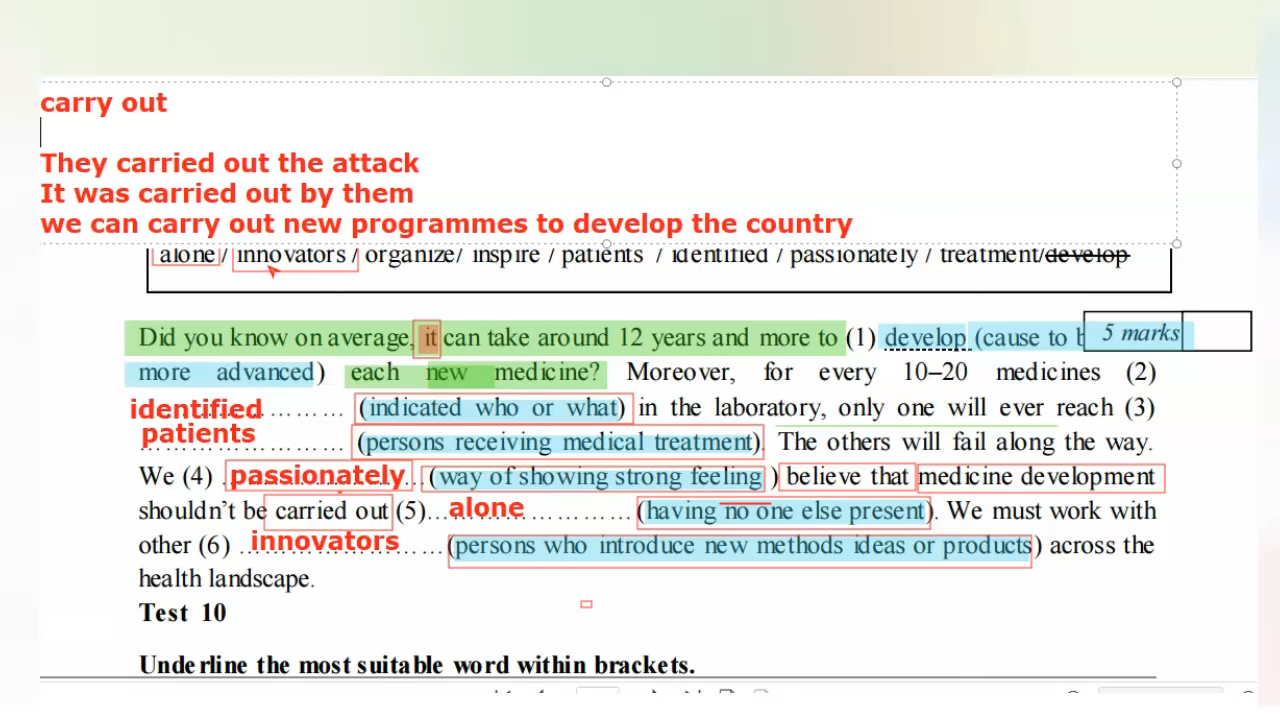 carry out
They carried out the attack
It was carried out by them
we can carry out new programmes to develop the country
alone / innovators / organize/ inspire / patients / identified / passionately / treatment/develop
Did you know on average, it can take around 12 years and more to (1) develop (cause to b 5 marks
more advanced) each new medicine? Moreover, for every 10–20 medicines (2)
identified ……… (indicated who or what) in the laboratory, only one will ever reach (3)
patients ……… (persons receiving medical treatment). The others will fail along the way.
We (4) passionately (way of showing strong feeling ) believe that medicine development
shouldn't be carried out (5)… alone ……… (having no one else present). We must work with
other (6) innovators …… (persons who introduce new methods ideas or products) across the
health landscape.
Test 10
Underline the most suitable word within brackets.